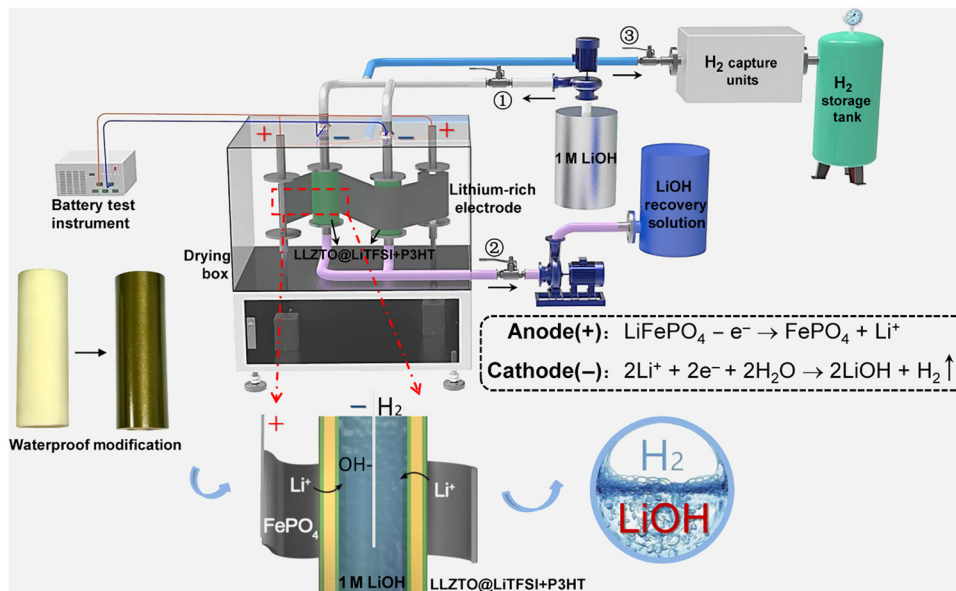 ③
H₂ capture
units
H₂
storage
tank
①
+
−
−
+
1 M LiOH
Battery test
instrument
Lithium-rich
electrode
LiOH
recovery
solution
LLZTO@LiTFSI+P3HT
Drying
box
②
Anode(+): LiFePO₄ – e⁻ → FePO₄ + Li⁺
Cathode(–): 2Li⁺ + 2e⁻ + 2H₂O → 2LiOH + H₂↑
Waterproof modification
+
−
H₂
OH-
Li⁺
Li⁺
FePO₄
1 M LiOH
LLZTO@LiTFSI+P3HT
H₂
LiOH